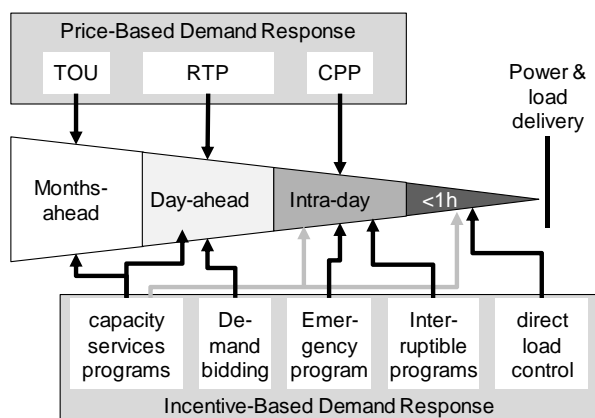 Price-Based Demand Response
TOU
RTP
CPP
Power &
load
delivery
Months-
ahead
Day-ahead
Intra-day
<1h
capacity
services
programs
De-
mand
bidding
Emer-
gency
program
Inter-
ruptible
programs
direct
load
control
Incentive-Based Demand Response